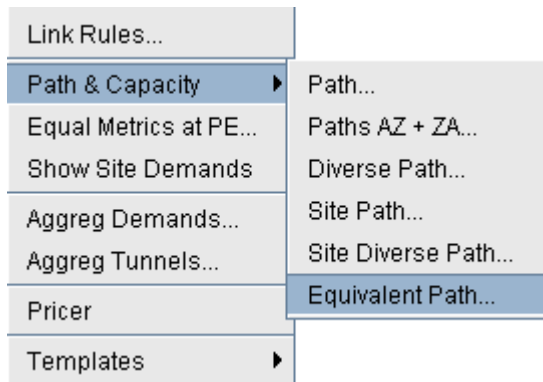 Link Rules...
Path & Capacity
Equal Metrics at PE...
Show Site Demands
Aggreg Demands...
Aggreg Tunnels...
Pricer
Templates
Path...
Paths AZ + ZA...
Diverse Path...
Site Path...
Site Diverse Path...
Equivalent Path...